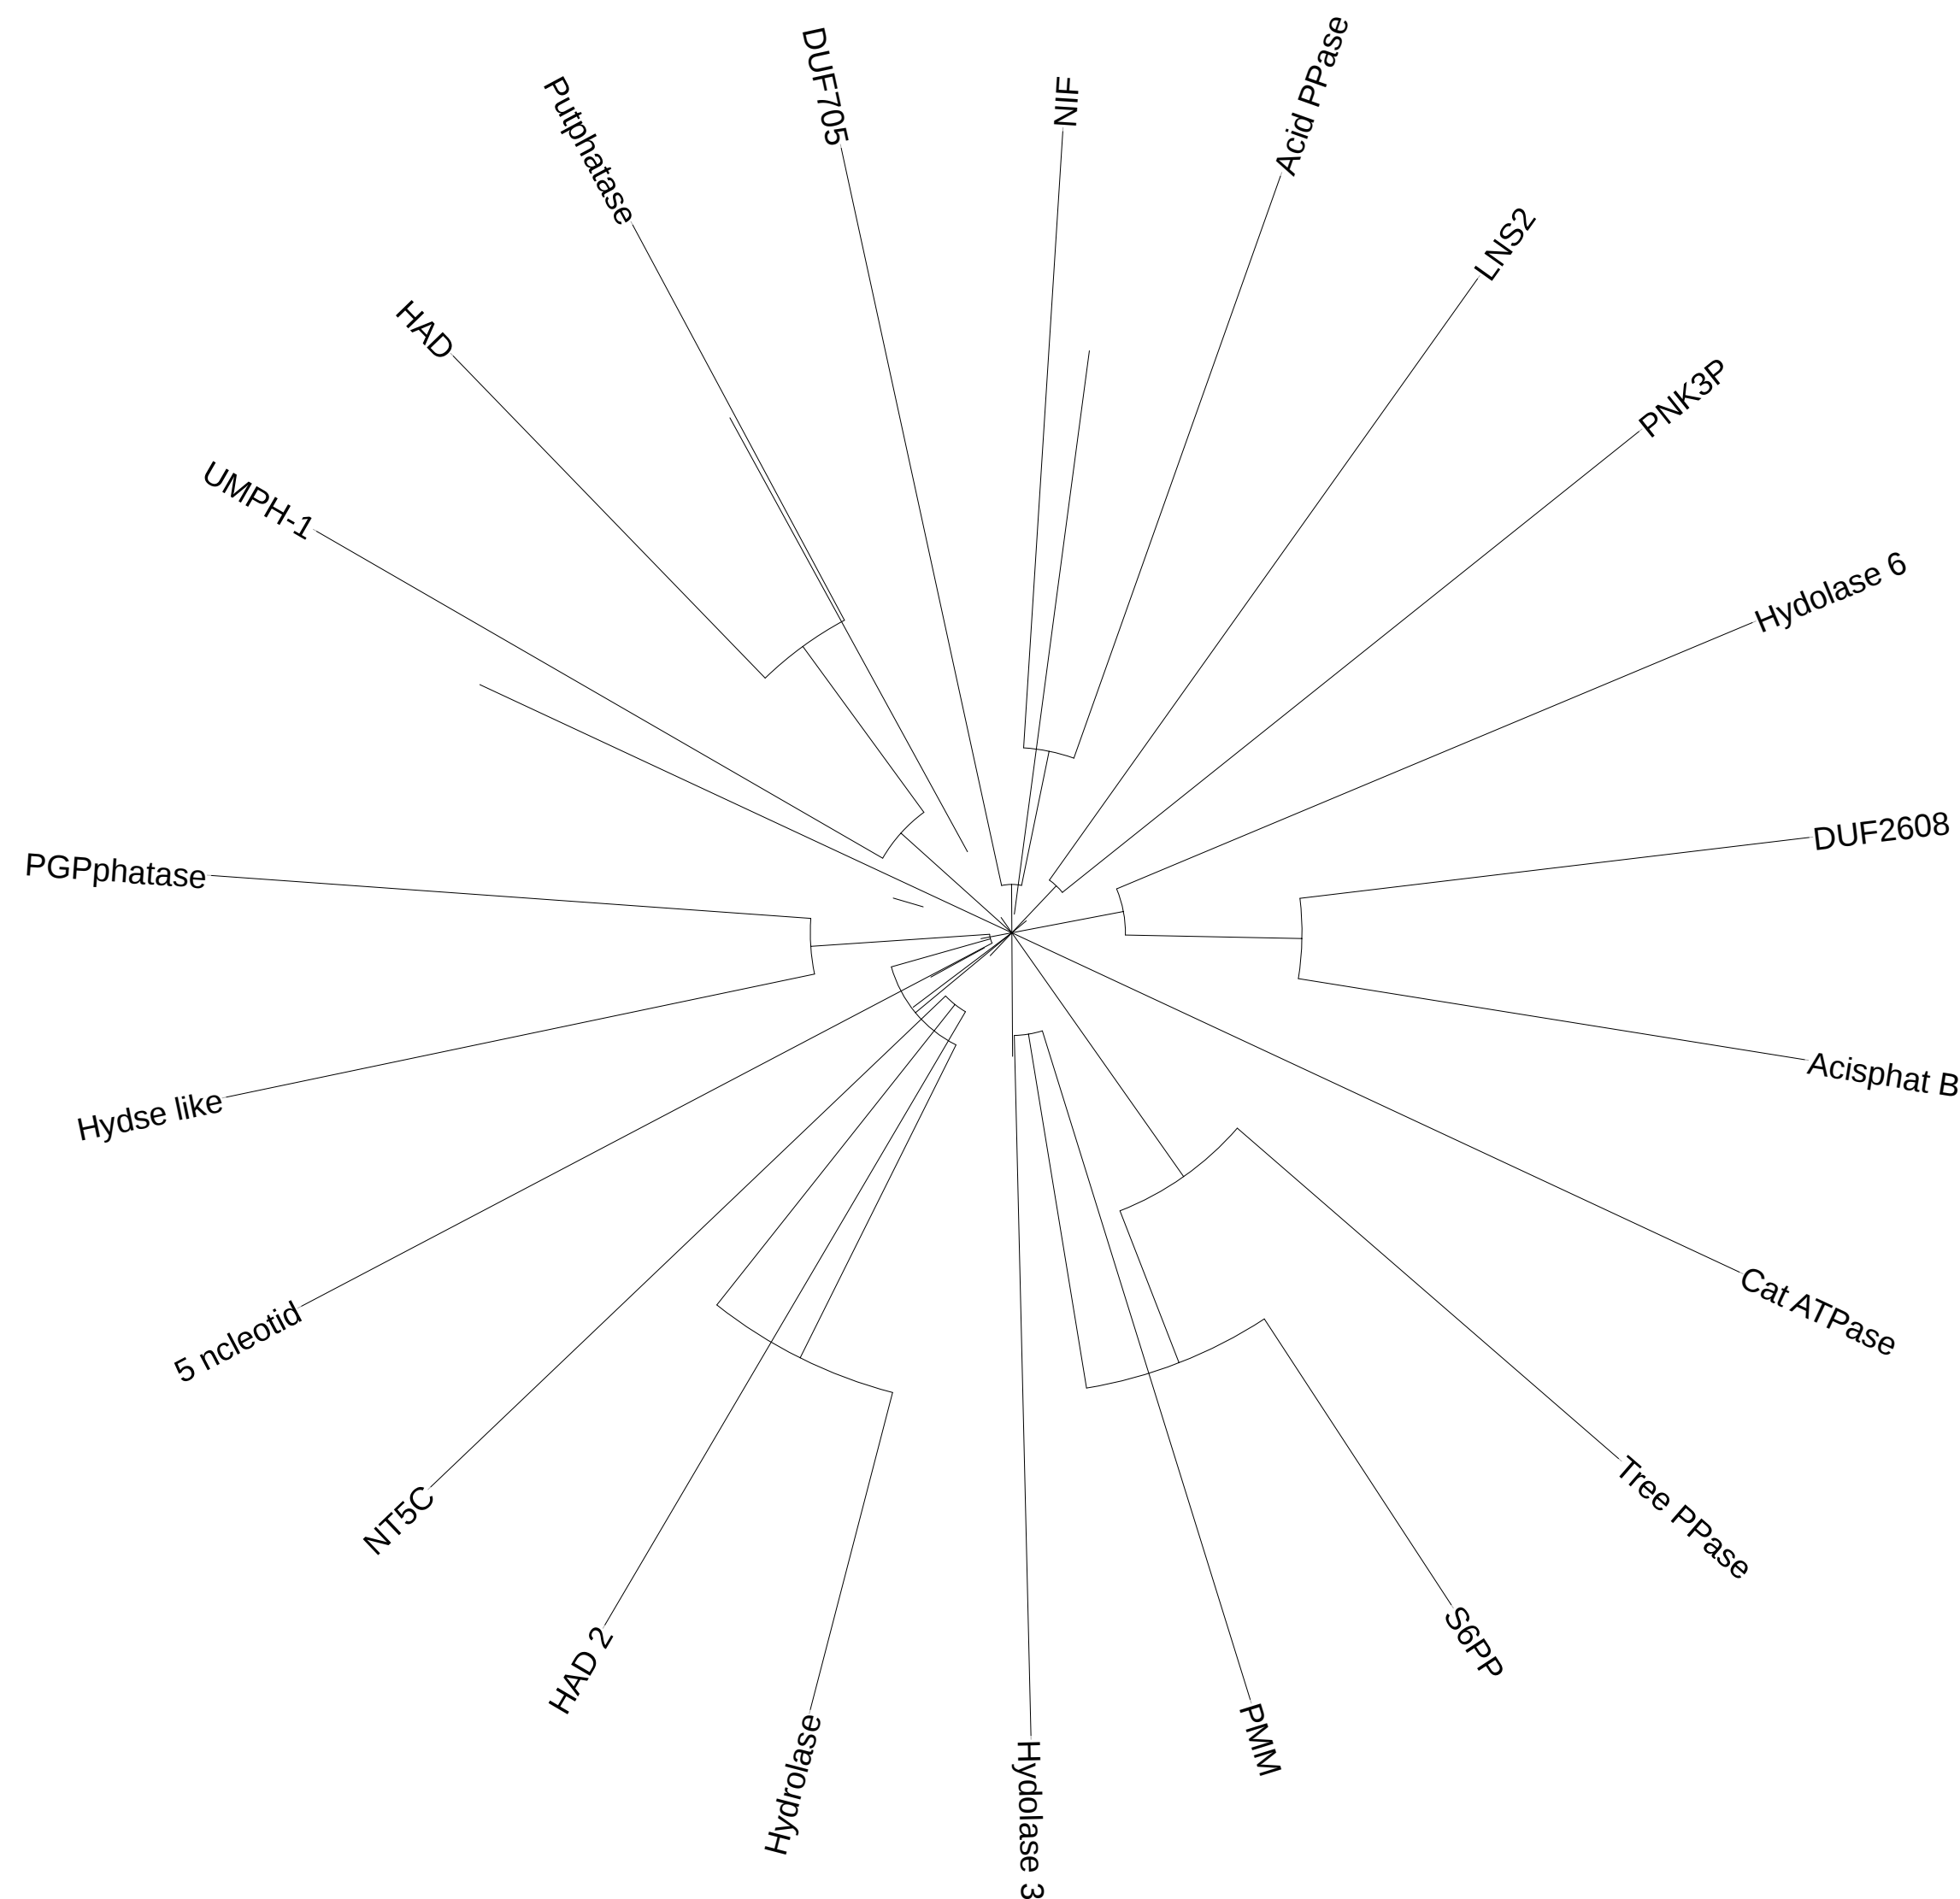 DUF705
NIF
Acid PPase
LNS2
PNK3P
Hydolase 6
DUF2608
Acisphat B
Cat ATPase
Tree PPase
S6PP
PMM
Hydolase 3
Hydrolase
HAD 2
NT5C
5 ncleotid
Hydse like
PGPphatase
UMPH-1
HAD
Putphatase